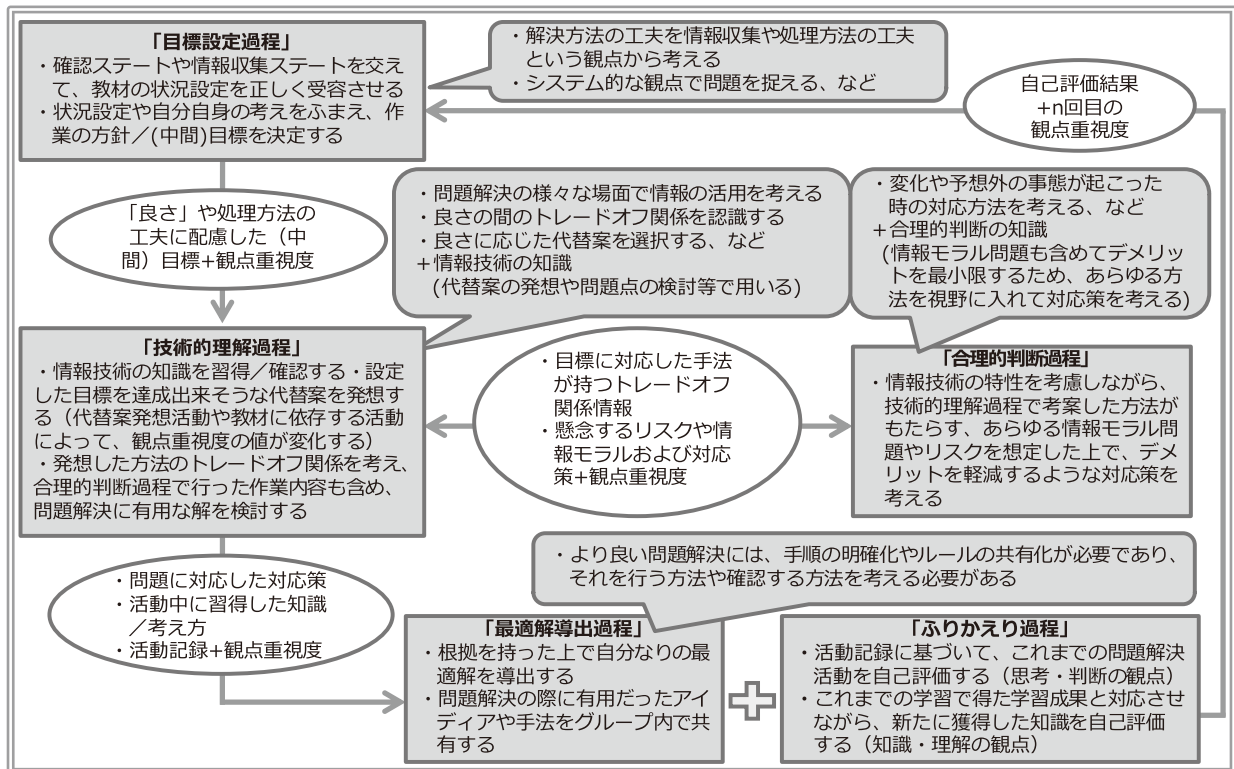 「目標設定過程」
・確認ステートや情報収集ステートを交え
て、教材の状況設定を正しく受容させる
・状況設定や自分自身の考えをふまえ、作
業の方針／(中間)目標を決定する
・解決方法の工夫を情報収集や処理方法の工夫
という観点から考える
・システム的な観点で問題を捉える、など
自己評価結果
+n回目の
観点重視度
「良さ」や処理方法の
工夫に配慮した（中
間）目標+観点重視度
・問題解決の様々な場面で情報の活用を考える
・良さの間のトレードオフ関係を認識する
・良さに応じた代替案を選択する、など
＋情報技術の知識
(代替案の発想や問題点の検討等で用いる)
・変化や予想外の事態が起こった
時の対応方法を考える、など
＋合理的判断の知識
(情報モラル問題も含めてデメリッ
トを最小限するため、あらゆる方
法を視野に入れて対応策を考える)
「技術的理解過程」
・情報技術の知識を習得／確認する・設定
した目標を達成出来そうな代替案を発想す
る（代替案発想活動や教材に依存する活動
によって、観点重視度の値が変化する）
・発想した方法のトレードオフ関係を考え、
合理的判断過程で行った作業内容も含め、
問題解決に有用な解を検討する
・目標に対応した手法
が持つトレードオフ
関係情報
・懸念するリスクや情
報モラルおよび対応
策+観点重視度
「合理的判断過程」
・情報技術の特性を考慮しながら、
技術的理解過程で考案した方法が
もたらす、あらゆる情報モラル問
題やリスクを想定した上で、デメ
リットを軽減するような対応策を
考える
・問題に対応した対応策
・活動中に習得した知識
／考え方
・活動記録+観点重視度
・より良い問題解決には、手順の明確化やルールの共有化が必要であり、
それを行う方法や確認する方法を考える必要がある
「最適解導出過程」
・根拠を持った上で自分なりの最
適解を導出する
・問題解決の際に有用だったアイ
ディアや手法をグループ内で共
有する
「ふりかえり過程」
・活動記録に基づいて、これまでの問題解決
活動を自己評価する（思考・判断の観点）
・これまでの学習で得た学習成果と対応させ
ながら、新たに獲得した知識を自己評価
する（知識・理解の観点）